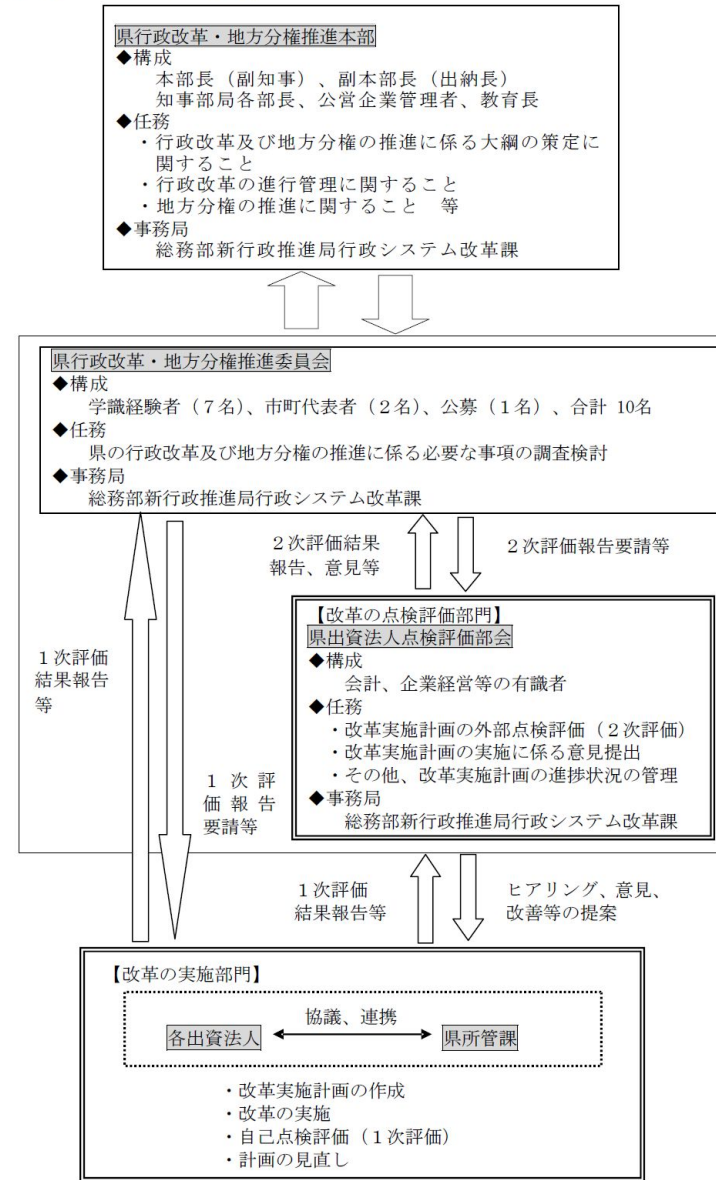 県行政改革・地方分権推進本部
◆構成
本部長（副知事）、副本部長（出納長）
知事部局各部長、公営企業管理者、教育長
◆任務
・行政改革及び地方分権の推進に係る大綱の策定に
関すること
・行政改革の進行管理に関すること
・地方分権の推進に関すること　等
◆事務局
総務部新行政推進局行政システム改革課
県行政改革・地方分権推進委員会
◆構成
学識経験者（７名）、市町代表者（２名）、公募（１名）、合計 10名
◆任務
県の行政改革及び地方分権の推進に係る必要な事項の調査検討
◆事務局
総務部新行政推進局行政システム改革課
２次評価結果
報告、意見等
２次評価報告要請等
１次評価
結果報告
等
１次評
価報告
要請等
【改革の点検評価部門】
県出資法人点検評価部会
◆構成
会計、企業経営等の有識者
◆任務
・改革実施計画の外部点検評価（２次評価）
・改革実施計画の実施に係る意見提出
・その他、改革実施計画の進捗状況の管理
◆事務局
総務部新行政推進局行政システム改革課
１次評価
結果報告等
ヒアリング、意見、
改善等の提案
【改革の実施部門】
協議、連携
各出資法人
県所管課
・改革実施計画の作成
・改革の実施
・自己点検評価（１次評価）
・計画の見直し